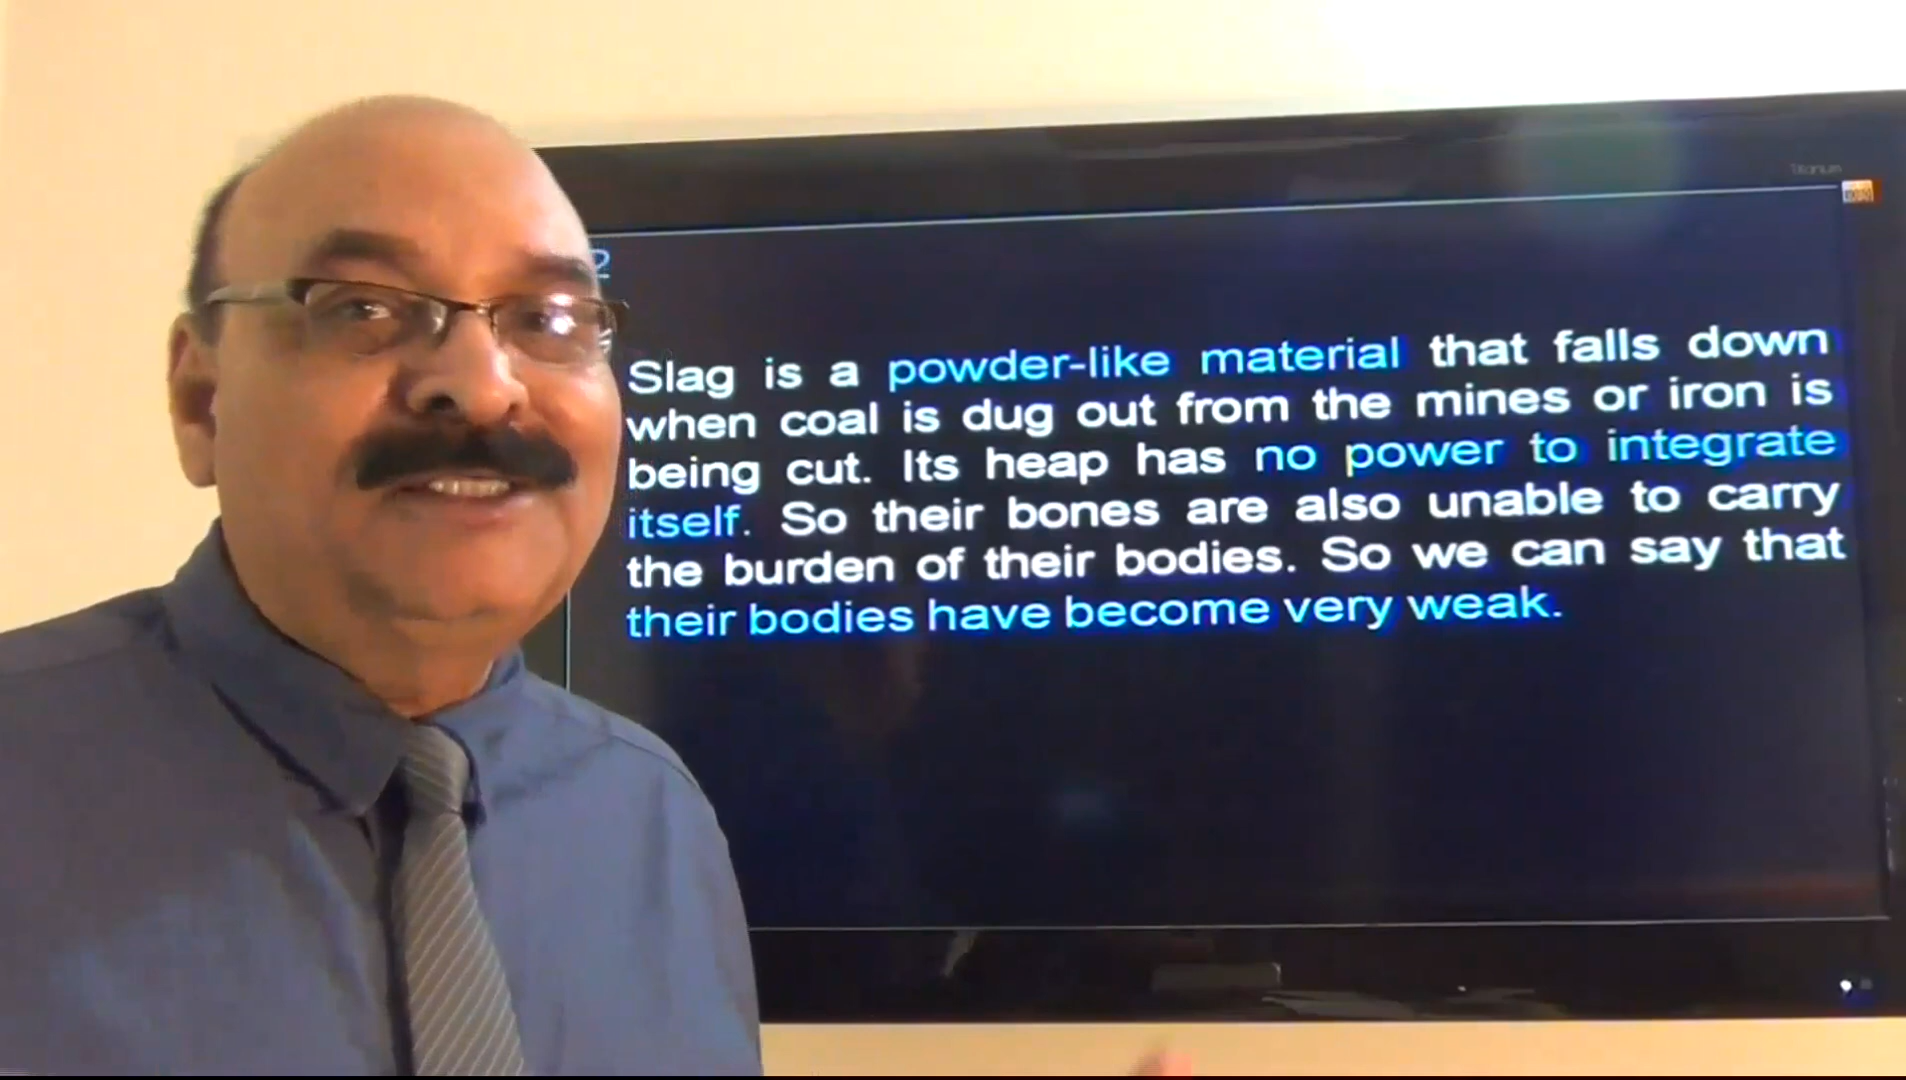 Titanium
2
Slag is a powder-like material that falls down
when coal is dug out from the mines or iron is
being cut. Its heap has no power to integrate
itself. So their bones are also unable to carry
the burden of their bodies. So we can say that
their bodies have become very weak.